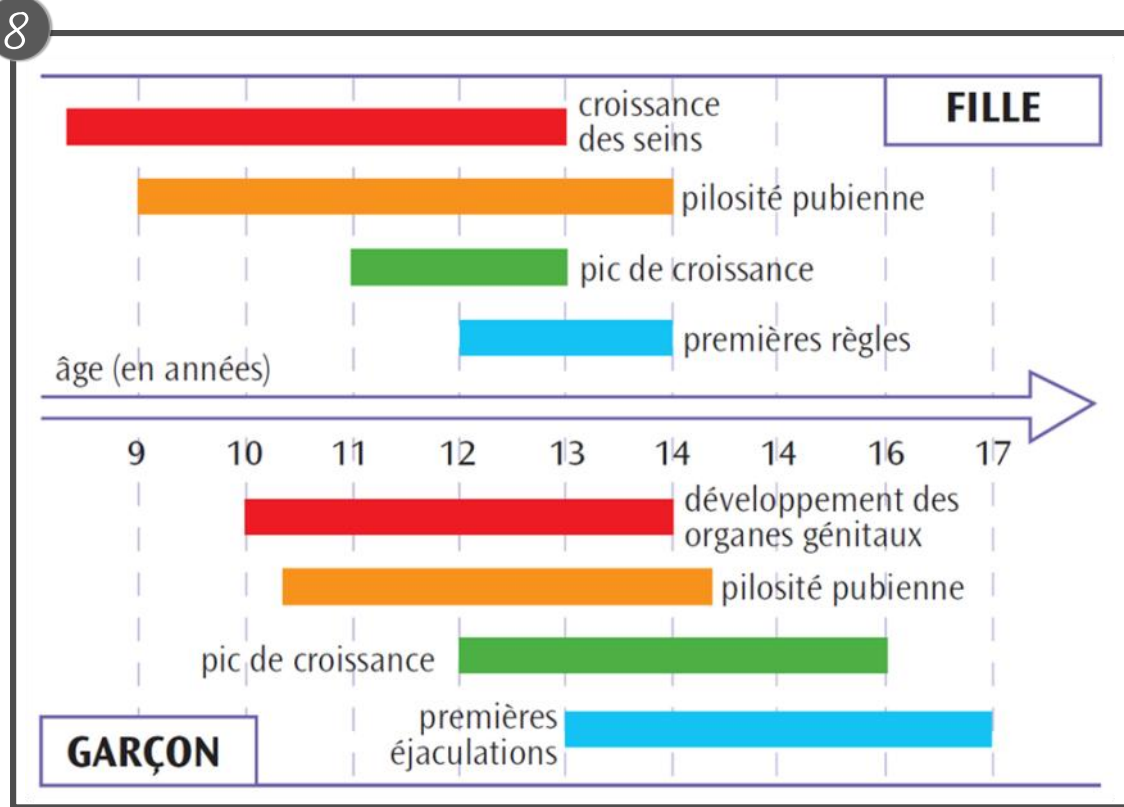 8
FILLE
croissance
des seins
pilosité pubienne
pic de croissance
premières règles
âge (en années)
9 10 11 12 13 14 14 16 17
développement des
organes génitaux
pilosité pubienne
pic de croissance
premières
éjaculations
GARÇON